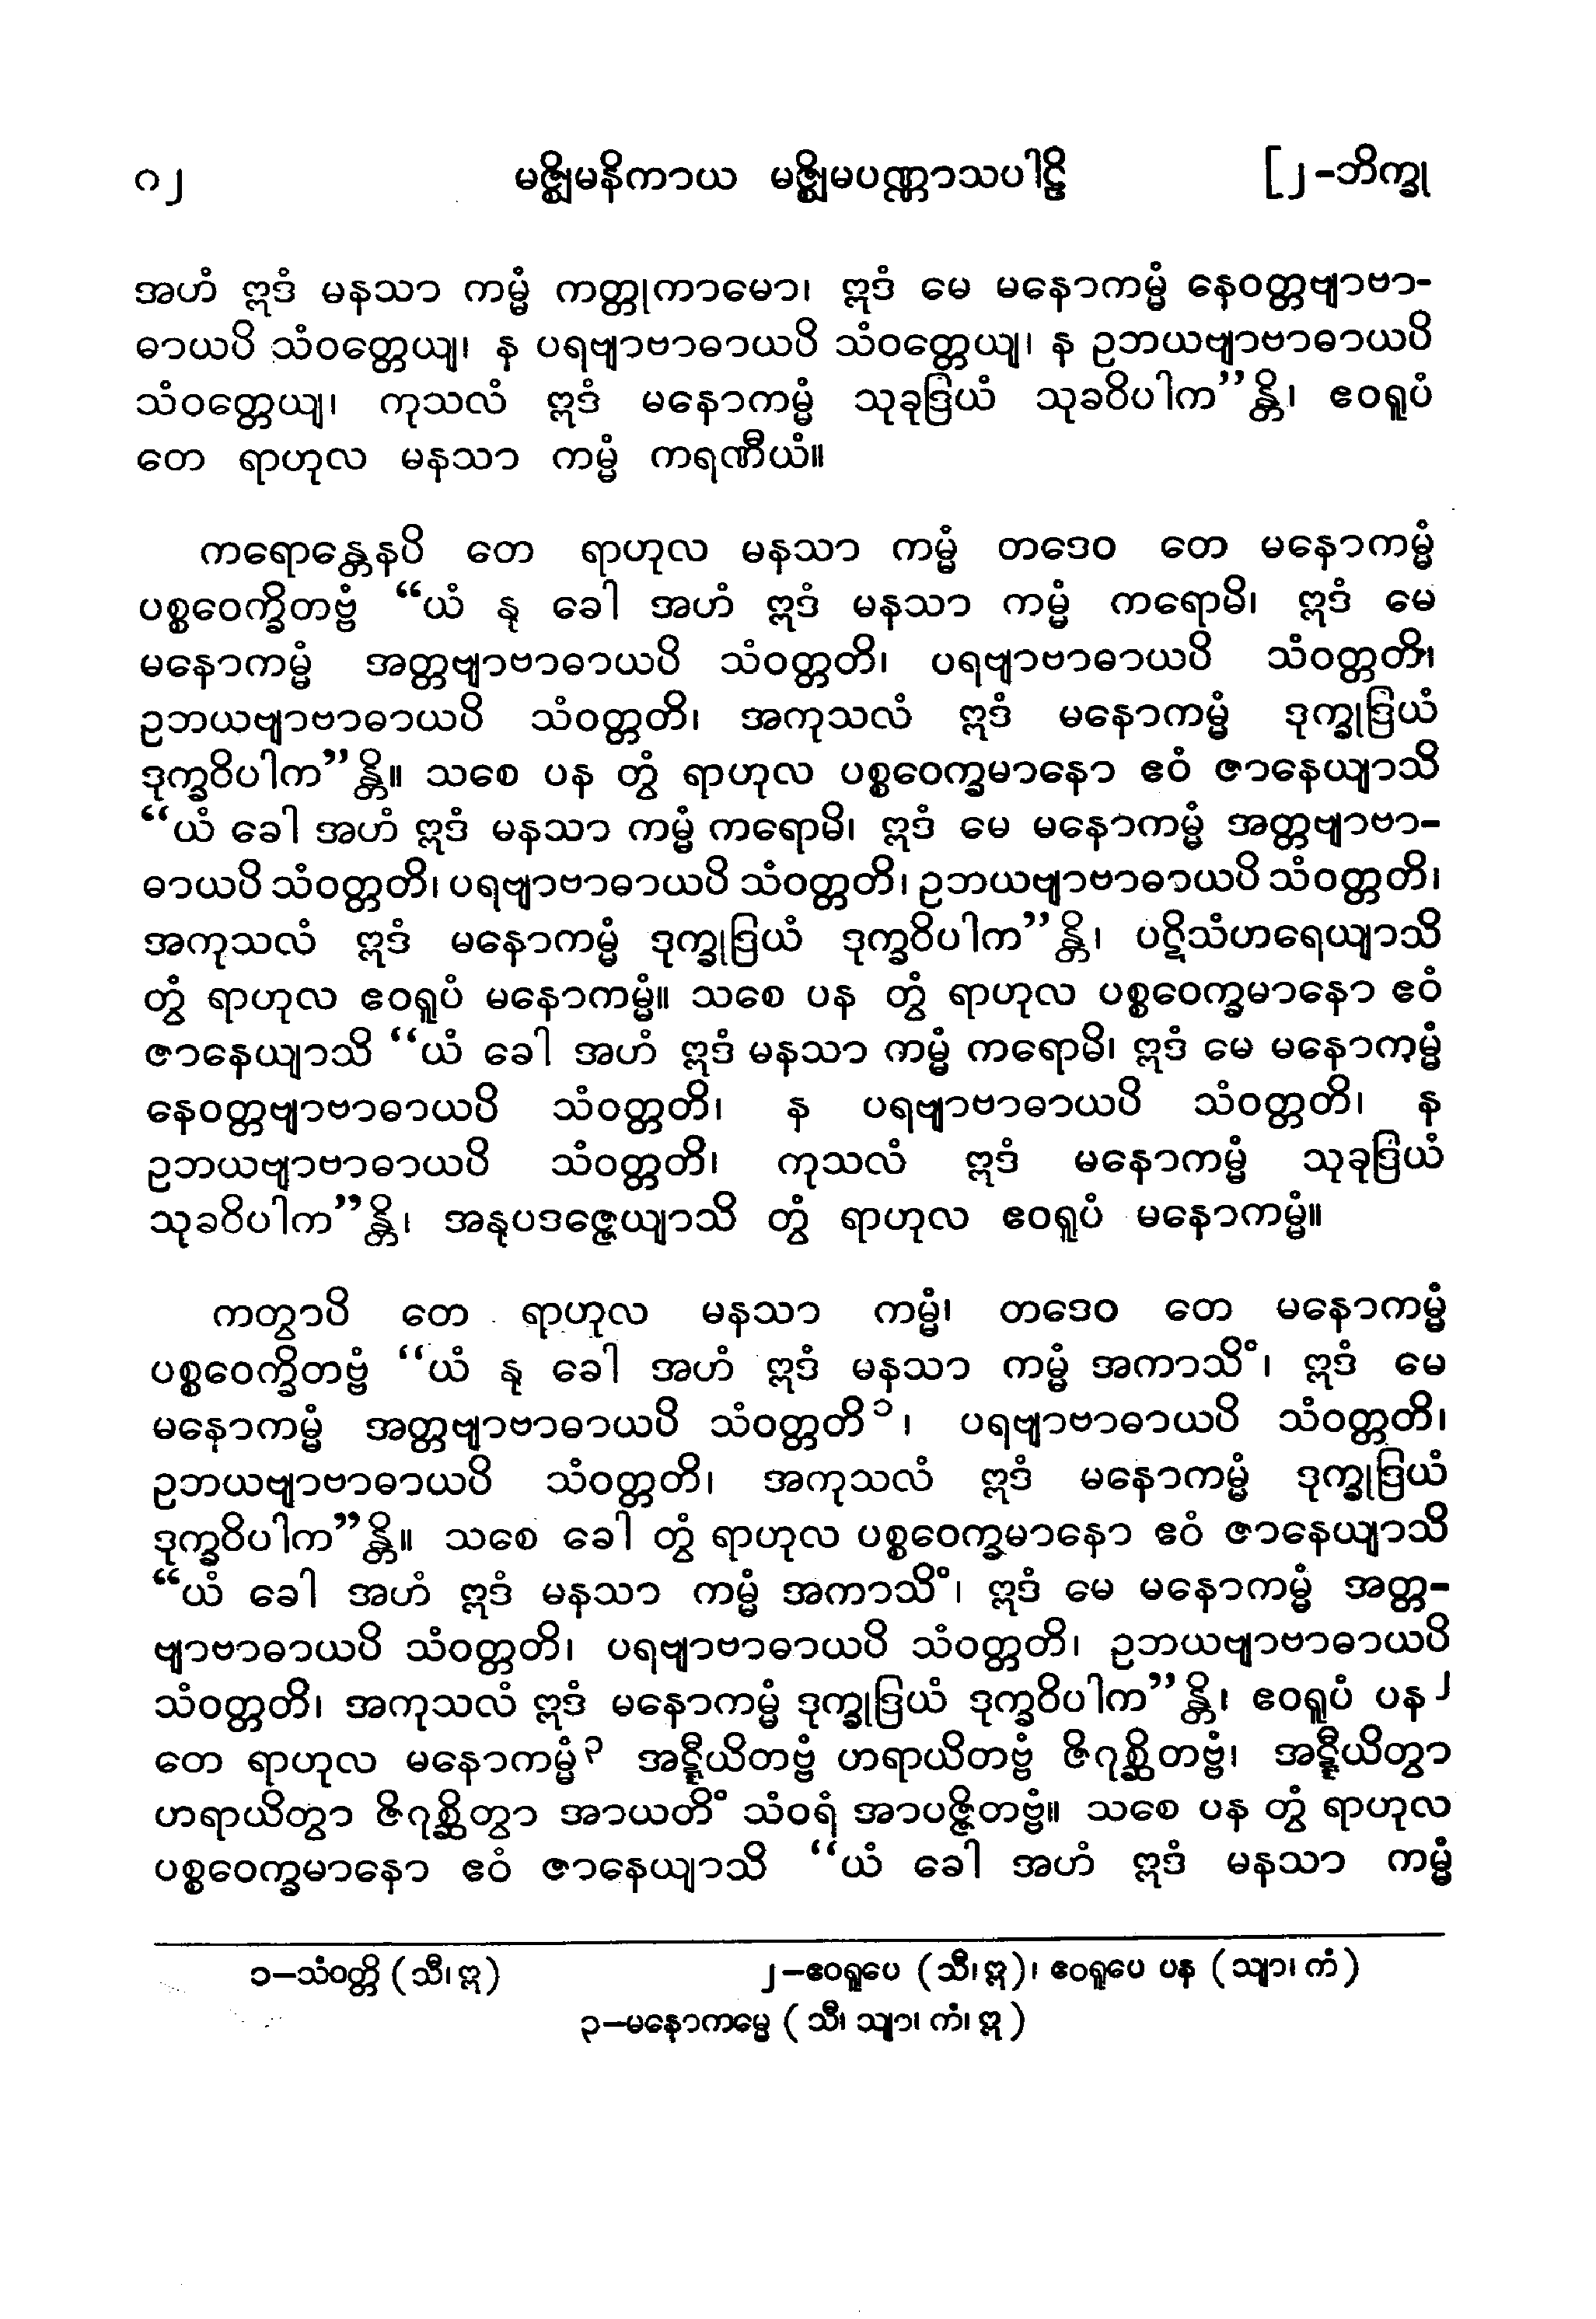 ၈၂ မဇ္ဈိမနိကာယ မဇ္ဈိမပဏ္ဏာသပါဠိ [၂-ဘိက္ခု
အဟံ ဣဒံ မနသာ ကမ္မံ ကတ္တုကာမော၊ ဣဒံ မေ မနောကမ္မံ နေဝတ္တဗျာဗာ-
ဓာယပိ သံဝတ္တေယျ၊ န ပရဗျာဗာဓာယပိ သံဝတ္တေယျ၊ န ဥဘယဗျာဗာဓာယပိ
သံဝတ္တေယျ၊ ကုသလံ ဣဒံ မနောကမ္မံ သုခုဒြယံ သုခဝိပါက”န္တိ၊ ဧဝရူပံ
တေ ရာဟုလ မနသာ ကမ္မံ ကရဏီယံ။
ကရောန္တေနပိ တေ ရာဟုလ မနသာ ကမ္မံ တဒေဝ တေ မနောကမ္မံ
ပစ္စဝေက္ခိတဗ္ဗံ “ယံ နု ခေါ အဟံ ဣဒံ မနသာ ကမ္မံ ကရောမိ၊ ဣဒံ မေ
မနောကမ္မံ အတ္တဗျာဗာဓာယပိ သံဝတ္တတိ၊ ပရဗျာဗာဓာယပိ သံဝတ္တတိ၊
ဥဘယဗျာဗာဓာယပိ သံဝတ္တတိ၊ အကုသလံ ဣဒံ မနောကမ္မံ ဒုက္ခုဒြယံ
ဒုက္ခဝိပါက”န္တိ။ သစေ ပန တွံ ရာဟုလ ပစ္စဝေက္ခမာနော ဧဝံ ဇာနေယျာသိ
“ယံ ခေါ အဟံ ဣဒံ မနသာ ကမ္မံ ကရောမိ၊ ဣဒံ မေ မနောကမ္မံ အတ္တဗျာဗာ-
ဓာယပိ သံဝတ္တတိ၊ ပရဗျာဗာဓာယပိ သံဝတ္တတိ၊ ဥဘယဗျာဗာဓာယပိ သံဝတ္တတိ၊
အကုသလံ ဣဒံ မနောကမ္မံ ဒုက္ခုဒြယံ ဒုက္ခဝိပါက”န္တိ၊ ပဋိသံဟရေယျာသိ
တွံ ရာဟုလ ဧဝရူပံ မနောကမ္မံ။ သစေ ပန တွံ ရာဟုလ ပစ္စဝေက္ခမာနော ဧဝံ
ဇာနေယျာသိ “ယံ ခေါ အဟံ ဣဒံ မနသာ ကမ္မံ ကရောမိ၊ ဣဒံ မေ မနောကမ္မံ
နေဝတ္တဗျာဗာဓာယပိ သံဝတ္တတိ၊ န ပရဗျာဗာဓာယပိ သံဝတ္တတိ၊ န
ဥဘယဗျာဗာဓာယပိ သံဝတ္တတိ၊ ကုသလံ ဣဒံ မနောကမ္မံ သုခုဒြယံ
သုခဝိပါက”န္တိ၊ အနုပဒဇ္ဇေယျာသိ တွံ ရာဟုလ ဧဝရူပံ မနောကမ္မံ။
ကတွာပိ တေ ရာဟုလ မနသာ ကမ္မံ၊ တဒေဝ တေ မနောကမ္မံ
ပစ္စဝေက္ခိတဗ္ဗံ “ယံ နု ခေါ အဟံ ဣဒံ မနသာ ကမ္မံ အကာသိံ၊ ဣဒံ မေ
မနောကမ္မံ အတ္တဗျာဗာဓာယပိ သံဝတ္တတိ၁၊ ပရဗျာဗာဓာယပိ သံဝတ္တတိ၊
ဥဘယဗျာဗာဓာယပိ သံဝတ္တတိ၊ အကုသလံ ဣဒံ မနောကမ္မံ ဒုက္ခုဒြယံ
ဒုက္ခဝိပါက”န္တိ။ သစေ ခေါ တွံ ရာဟုလ ပစ္စဝေက္ခမာနော ဧဝံ ဇာနေယျာသိ
“ယံ ခေါ အဟံ ဣဒံ မနသာ ကမ္မံ အကာသိံ၊ ဣဒံ မေ မနောကမ္မံ အတ္တ-
ဗျာဗာဓာယပိ သံဝတ္တတိ၊ ပရဗျာဗာဓာယပိ သံဝတ္တတိ၊ ဥဘယဗျာဗာဓာယပိ
သံဝတ္တတိ၊ အကုသလံ ဣဒံ မနောကမ္မံ ဒုက္ခုဒြယံ ဒုက္ခဝိပါက”န္တိ၊ ဧဝရူပံ ပန၂
တေ ရာဟုလ မနောကမ္မံ၃ အဋ္ဋီယိတဗ္ဗံ ဟရာယိတဗ္ဗံ ဇိဂုစ္ဆိတဗ္ဗံ၊ အဋ္ဋီယိတွာ
ဟရာယိတွာ ဇိဂုစ္ဆိတွာ အာယတိံ သံဝရံ အာပဇ္ဇိတဗ္ဗံ။ သစေ ပန တွံ ရာဟုလ
ပစ္စဝေက္ခမာနော ဧဝံ ဇာနေယျာသိ “ယံ ခေါ အဟံ ဣဒံ မနသာ ကမ္မံ
၁-သံဝတ္တိ (သီ၊ ဣ) ၂-ဧဝရူပေ (သီ၊ ဣ)၊ ဧဝရူပေ ပန (သျာ၊ ကံ)
၃-မနောကမ္မေ (သီ၊ သျာ၊ ကံ၊ ဣ)